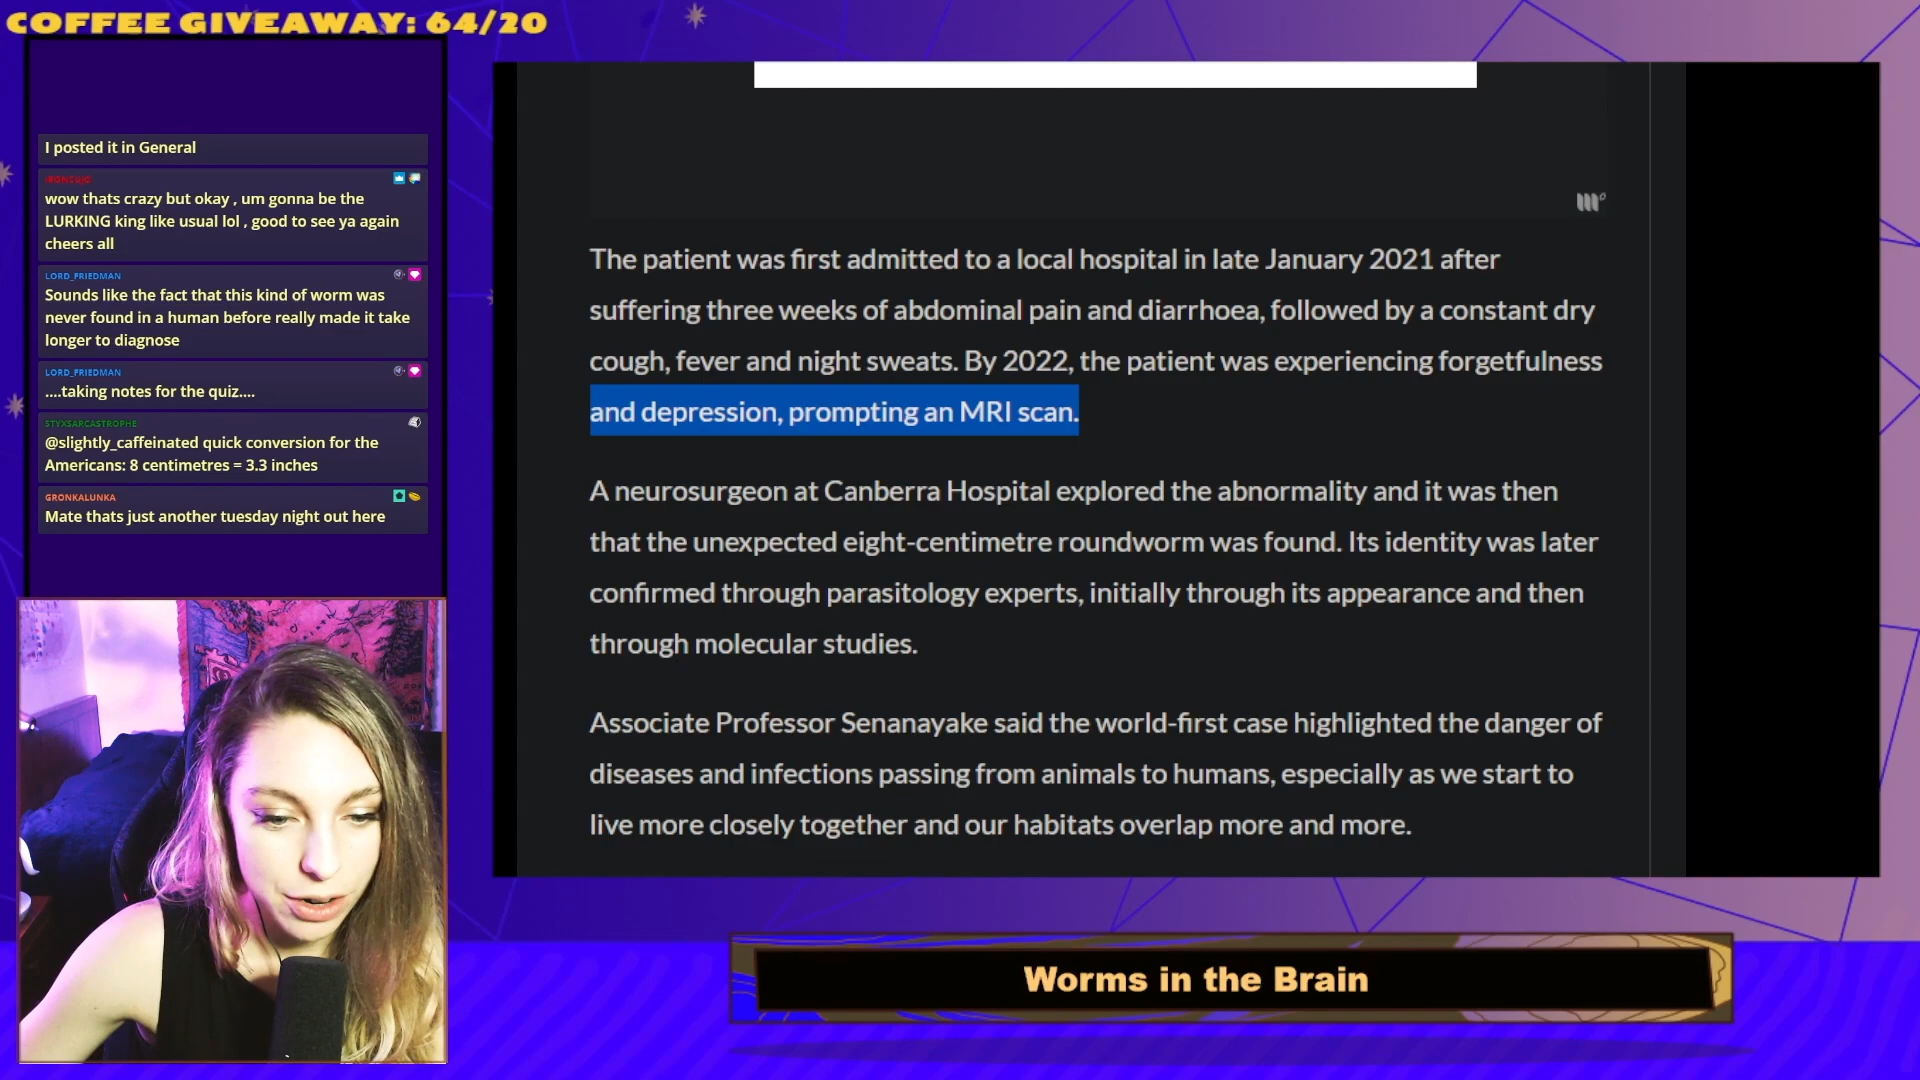 COFFEE GIVEAWAY: 64/20
I posted it in General
wow thats crazy but okay , um gonna be the
LURKING king like usual lol , good to see ya again
cheers all
LORD_FRIEDMAN
Sounds like the fact that this kind of worm was
never found in a human before really made it take
longer to diagnose
LORD_FRIEDMAN
....taking notes for the quiz....
STYXSARCASTROPHE
@slightly_caffeinated quick conversion for the
Americans: 8 centimetres = 3.3 inches
GRONKALUNKA
Mate thats just another tuesday night out here
The patient was first admitted to a local hospital in late January 2021 after
suffering three weeks of abdominal pain and diarrhoea, followed by a constant dry
cough, fever and night sweats. By 2022, the patient was experiencing forgetfulness
and depression, prompting an MRI scan.
A neurosurgeon at Canberra Hospital explored the abnormality and it was then
that the unexpected eight-centimetre roundworm was found. Its identity was later
confirmed through parasitology experts, initially through its appearance and then
through molecular studies.
Associate Professor Senanayake said the world-first case highlighted the danger of
diseases and infections passing from animals to humans, especially as we start to
live more closely together and our habitats overlap more and more.
Worms in the Brain